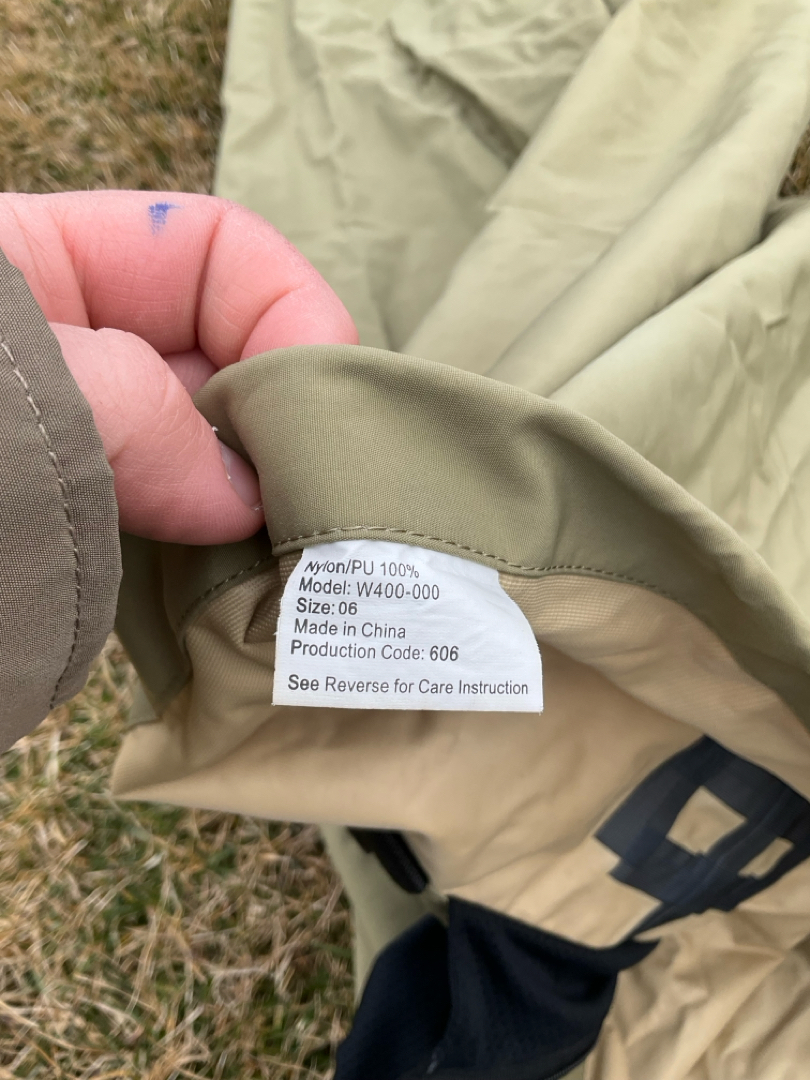 Nylon/PU 100%
Model: W400-000
Size: 06
Made in China
Production Code: 606
See Reverse for Care Instruction